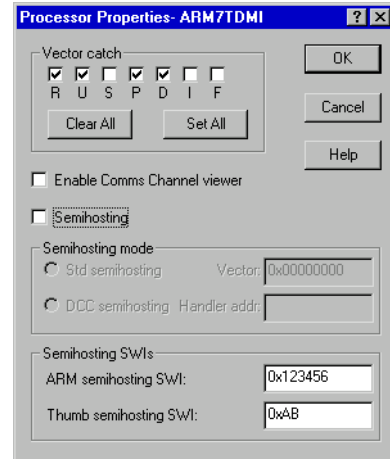 Processor Properties- ARM7TDMI
Vector catch
R U S P D I F
Clear All Set All
OK
Cancel
Help
Enable Comms Channel viewer
Semihosting
Semihosting mode
Std semihosting Vector: 0x00000000
DCC semihosting Handler addr:
Semihosting SWIs
ARM semihosting SWI: 0x123456
Thumb semihosting SWI: 0xAB